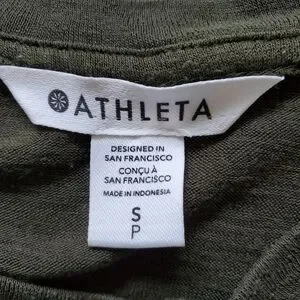 ATHLETA
DESIGNED IN
SAN FRANCISCO
CONÇU À
SAN FRANCISCO
MADE IN INDONESIA
S
P